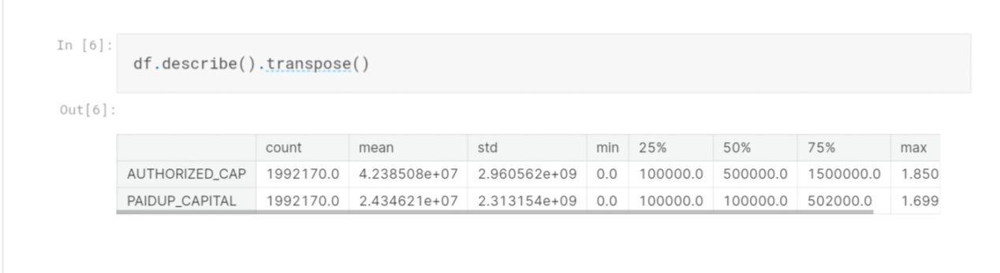 In [6]:
df.describe().transpose()
Out[6]:
count mean std min 25% 50% 75% max
AUTHORIZED_CAP 1992170.0 4.238508e+07 2.960562e+09 0.0 100000.0 500000.0 1500000.0 1.850
PAIDUP_CAPITAL 1992170.0 2.434621e+07 2.313154e+09 0.0 100000.0 100000.0 502000.0 1.699